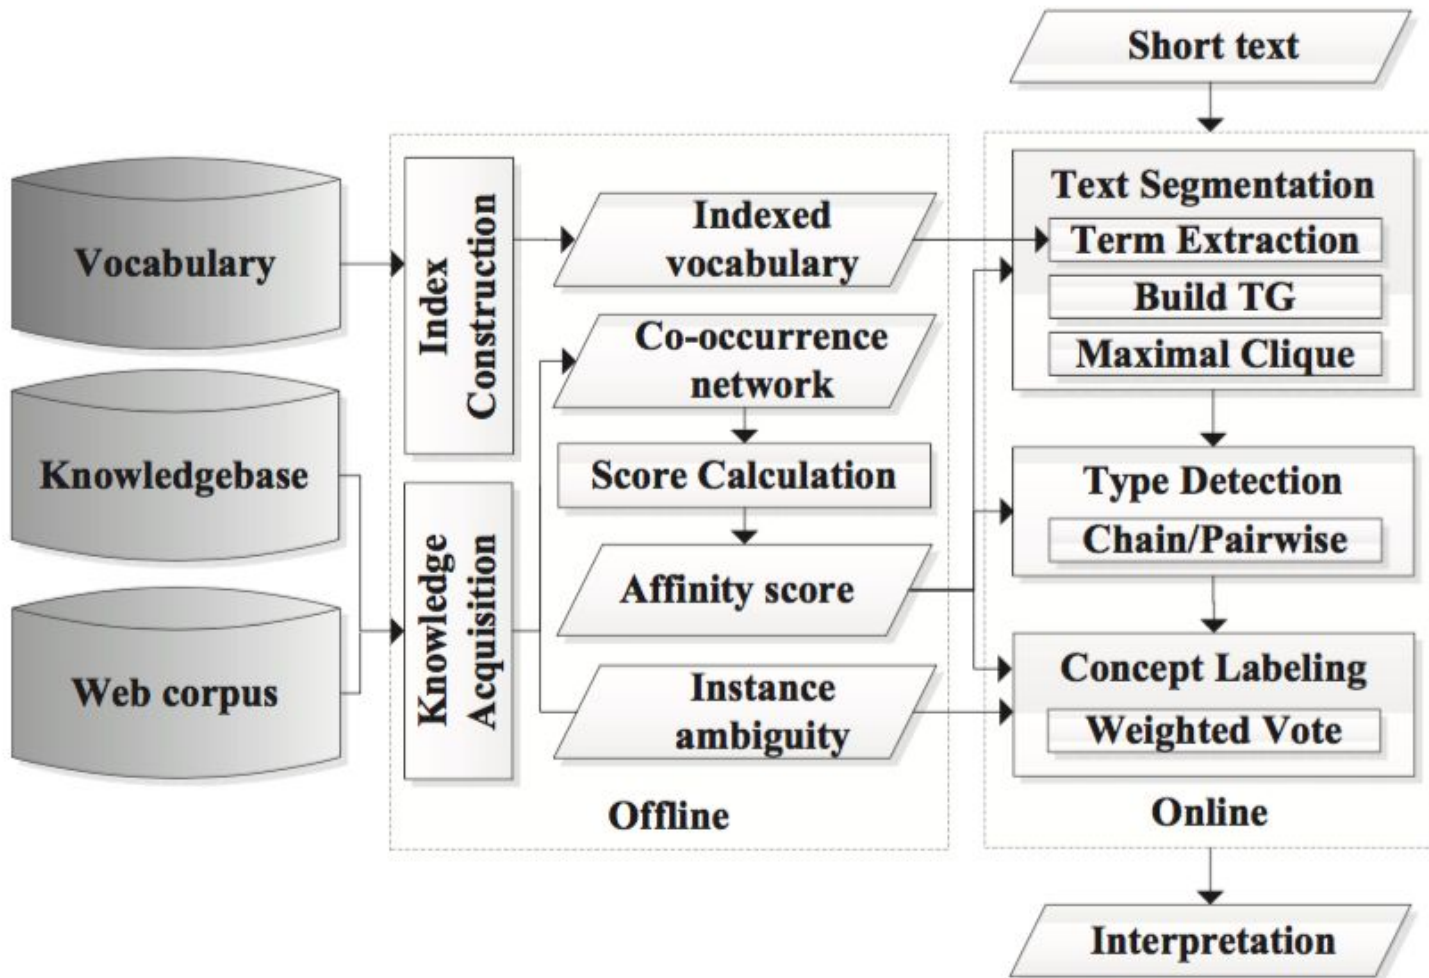 Short text
Vocabulary
Knowledgebase
Web corpus
Index
Construction
Knowledge
Acquisition
Indexed
vocabulary
Co-occurrence
network
Score Calculation
Affinity score
Instance
ambiguity
Offline
Text Segmentation
Term Extraction
Build TG
Maximal Clique
Type Detection
Chain/Pairwise
Concept Labeling
Weighted Vote
Online
Interpretation